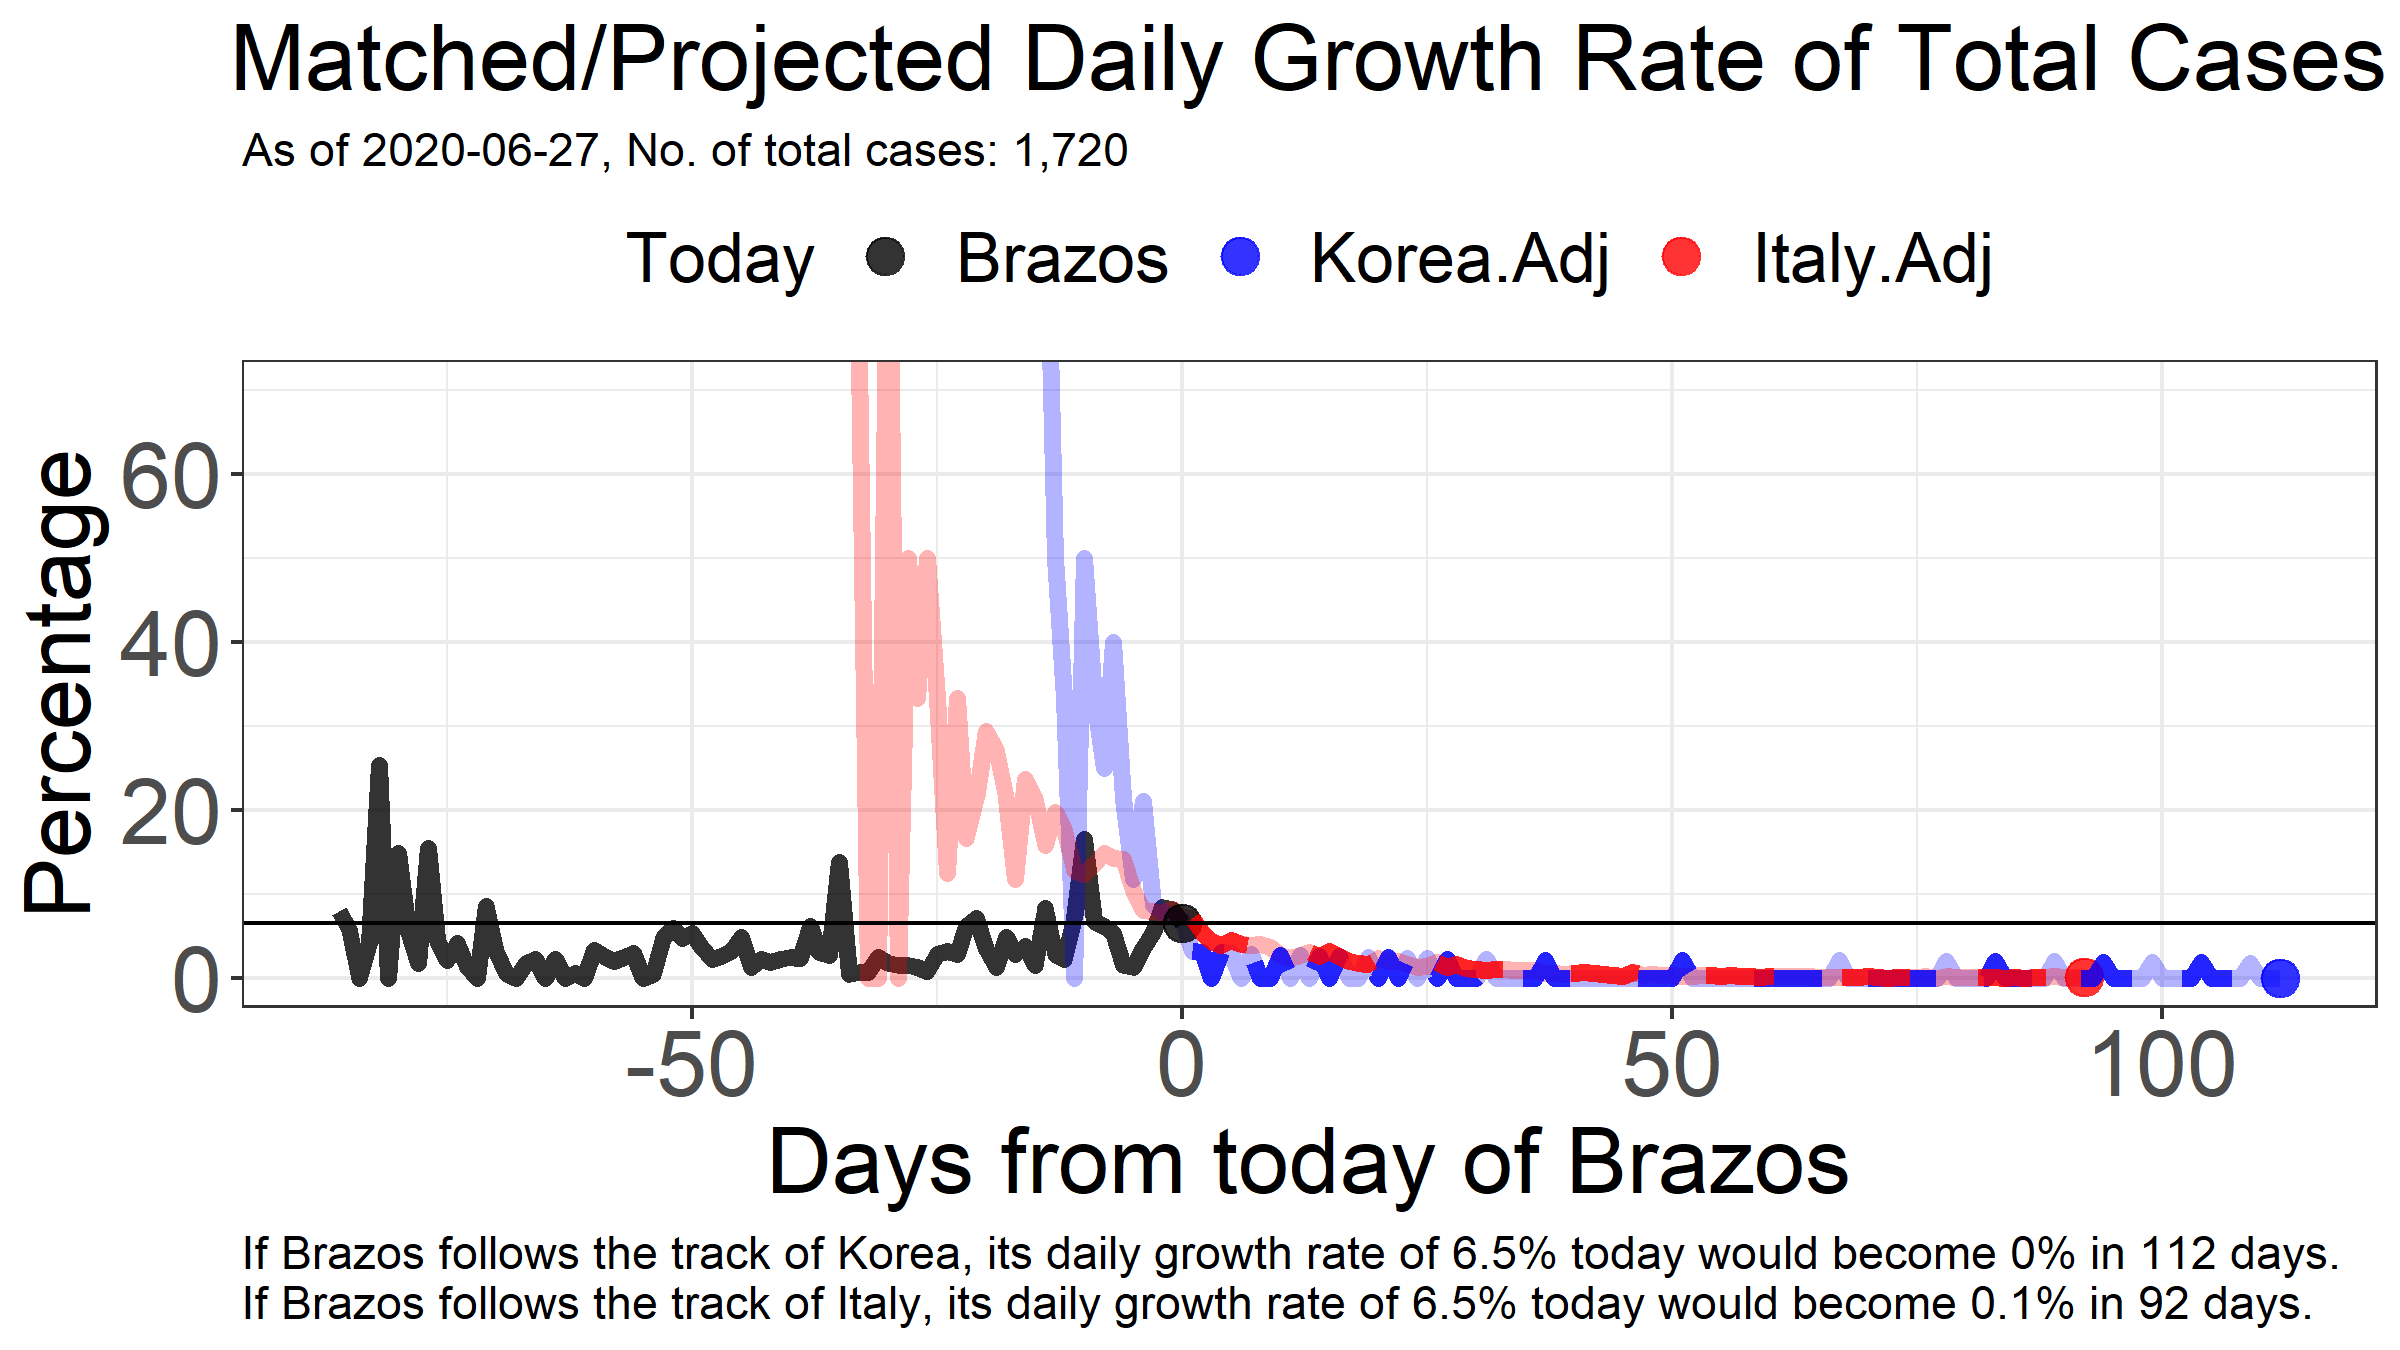 Matched/Projected Daily Growth Rate of Total Cases
As of 2020-06-27, No. of total cases: 1,720
Today Brazos Korea.Adj Italy.Adj
Percentage
60
40
20
0
-50 0 50 100
Days from today of Brazos
If Brazos follows the track of Korea, its daily growth rate of 6.5% today would become 0% in 112 days.
If Brazos follows the track of Italy, its daily growth rate of 6.5% today would become 0.1% in 92 days.